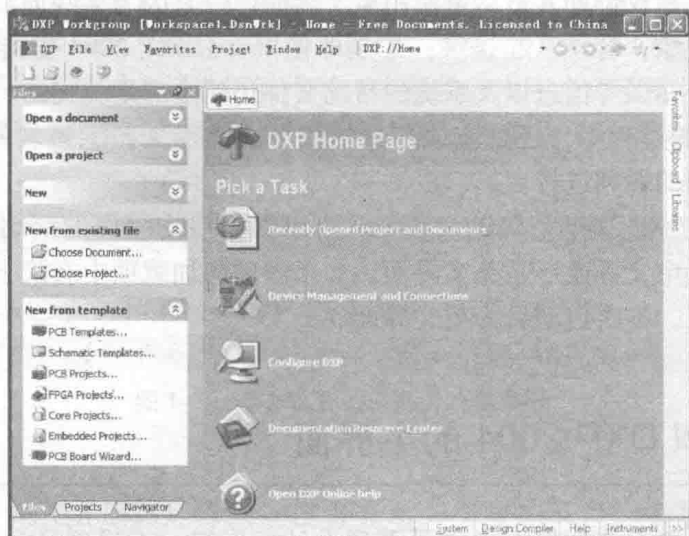 DXP Workgroup [Workspace1.DsnWrk] - Home - Free Documents. Licensed to China
DXP File View Favorites Project Window Help DXP://Home
Files
Home
Open a document
Open a project
New
New from existing file
Choose Document...
Choose Project...
New from template
PCB Templates...
Schematic Templates...
PCB Projects...
FPGA Projects...
Core Projects...
Embedded Projects...
PCB Board Wizard...
DXP Home Page
Pick a Task
Recently Opened Project and Documents
Device Management and Connections
Configure DXP
Documentation Resource Center
Open DXP Online help
Favorites Clipboard Libraries
Files Projects Navigator
System Design Compiler Help Instruments >>